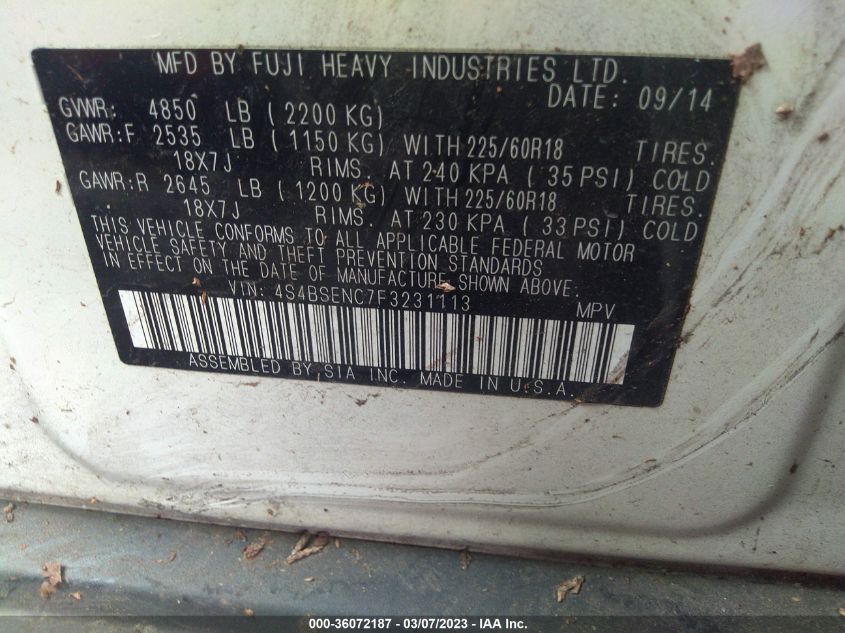 MFD BY FUJI HEAVY INDUSTRIES LTD.
DATE: 09/14
GVWR: 4850 LB ( 2200 KG)
GAWR:F 2535 LB ( 1150 KG) WITH 225/60R18 TIRES.
18X7J RIMS. AT 240 KPA ( 35 PSI) COLD
GAWR:R 2645 LB ( 1200 KG) WITH 225/60R18 TIRES.
18X7J RIMS. AT 230 KPA ( 33 PSI) COLD
THIS VEHICLE CONFORMS TO ALL APPLICABLE FEDERAL MOTOR
VEHICLE SAFETY AND THEFT PREVENTION STANDARDS
IN EFFECT ON THE DATE OF MANUFACTURE SHOWN ABOVE.
VIN: 4S4BSENC7F3231113 MPV
ASSEMBLED BY SIA INC. MADE IN U.S.A.
000-36072187 - 03/07/2023 - IAA Inc.